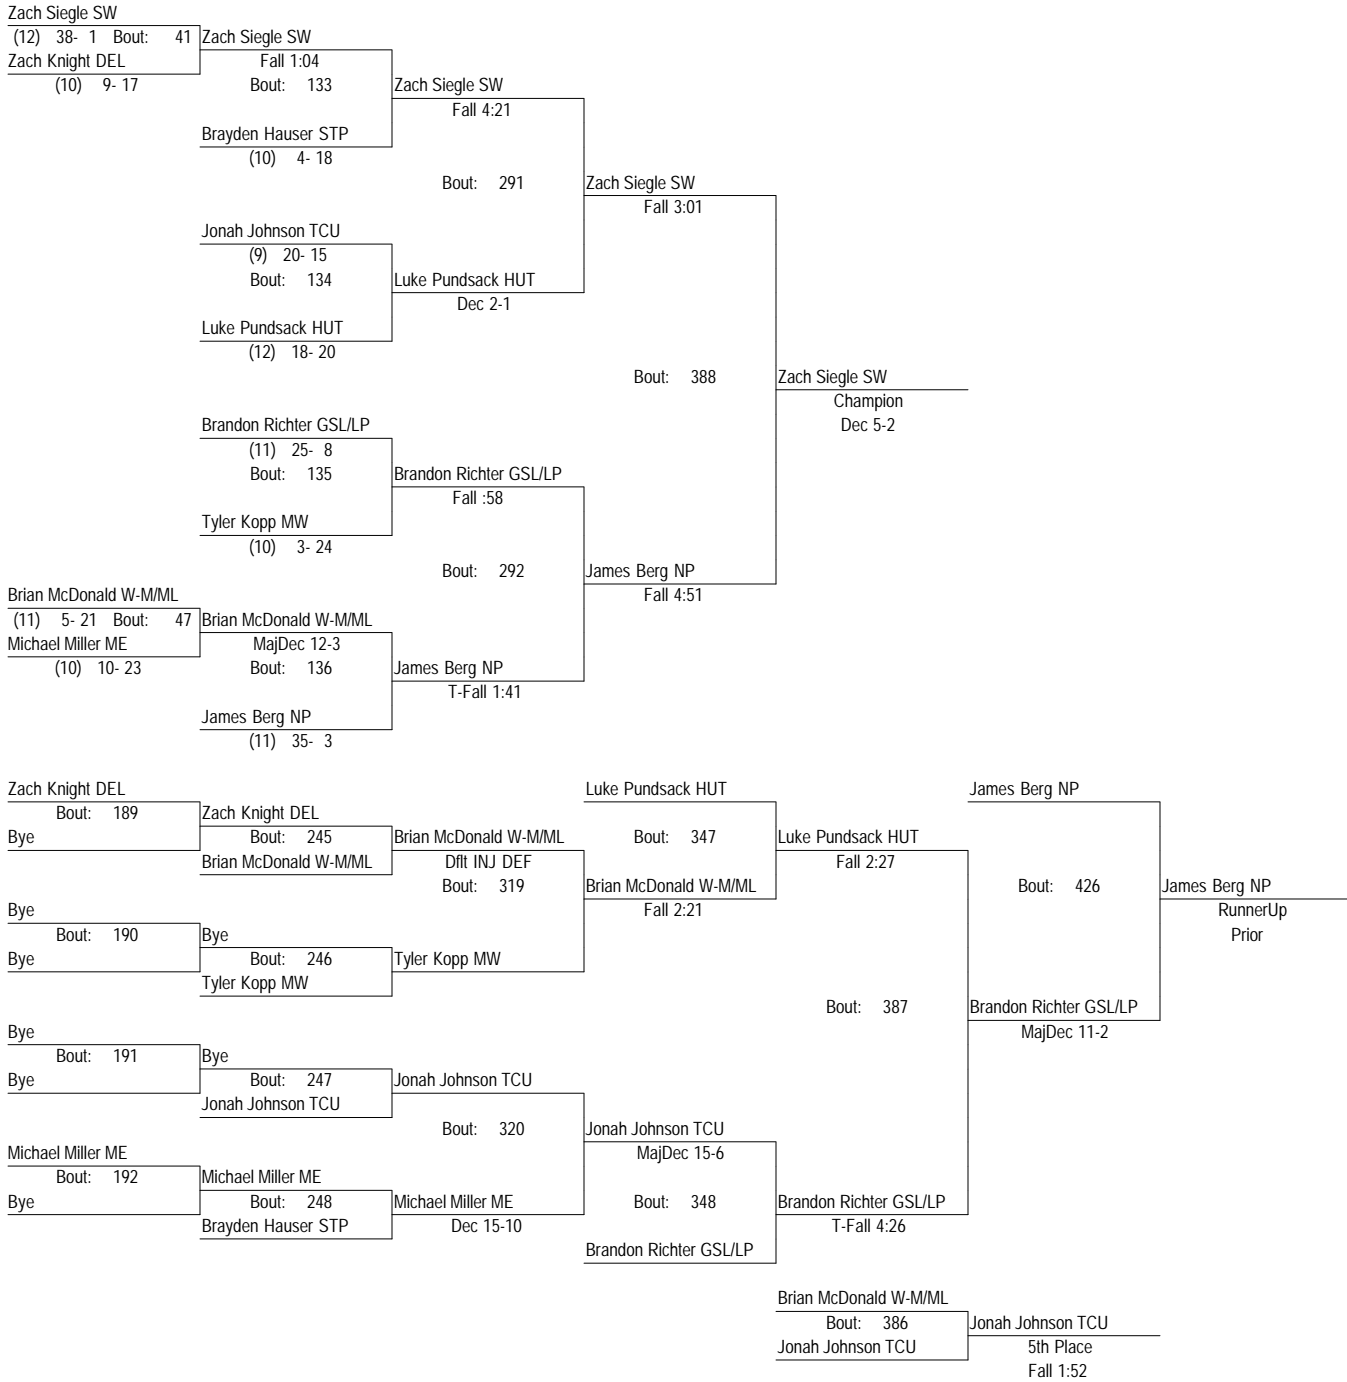 Zach Siegle SW
(12) 38- 1 Bout: 41 Zach Siegle SW
Zach Knight DEL Fall 1:04
(10) 9- 17 Bout: 133 Zach Siegle SW
Fall 4:21
Brayden Hauser STP
(10) 4- 18
Bout: 291 Zach Siegle SW
Fall 3:01
Jonah Johnson TCU
(9) 20- 15
Bout: 134 Luke Pundsack HUT
Dec 2-1
Luke Pundsack HUT
(12) 18- 20
Bout: 388 Zach Siegle SW
Champion
Dec 5-2
Brandon Richter GSL/LP
(11) 25- 8
Bout: 135 Brandon Richter GSL/LP
Fall :58
Tyler Kopp MW
(10) 3- 24
Bout: 292 James Berg NP
Fall 4:51
Brian McDonald W-M/ML
(11) 5- 21 Bout: 47 Brian McDonald W-M/ML
Michael Miller ME MajDec 12-3
(10) 10- 23 Bout: 136 James Berg NP
T-Fall 1:41
James Berg NP
(11) 35- 3
Zach Knight DEL Luke Pundsack HUT James Berg NP
Bout: 189 Zach Knight DEL
Bye Bout: 245 Brian McDonald W-M/ML Bout: 347 Luke Pundsack HUT
Brian McDonald W-M/ML Dflt INJ DEF Fall 2:27
Bout: 319 Brian McDonald W-M/ML Bout: 426 James Berg NP
Bye Fall 2:21 RunnerUp
Bout: 190 Bye Prior
Bye Bout: 246 Tyler Kopp MW
Tyler Kopp MW
Bout: 387 Brandon Richter GSL/LP
Bye MajDec 11-2
Bout: 191 Bye
Bye Bout: 247 Jonah Johnson TCU
Jonah Johnson TCU
Bout: 320 Jonah Johnson TCU
Michael Miller ME MajDec 15-6
Bout: 192 Michael Miller ME
Bye Bout: 248 Michael Miller ME Bout: 348 Brandon Richter GSL/LP
Brayden Hauser STP Dec 15-10 T-Fall 4:26
Brandon Richter GSL/LP
Brian McDonald W-M/ML
Bout: 386 Jonah Johnson TCU
Jonah Johnson TCU 5th Place
Fall 1:52